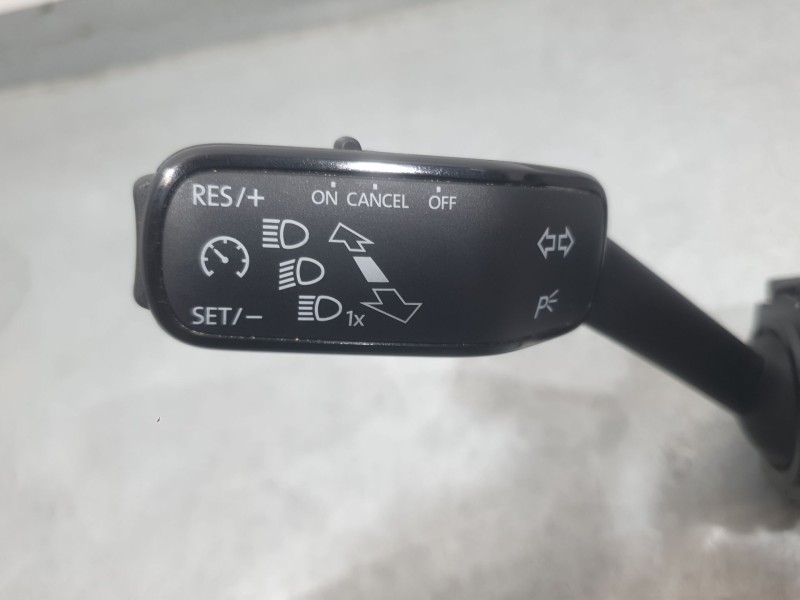 RES/+ ON CANCEL OFF
SET/- 1x
P